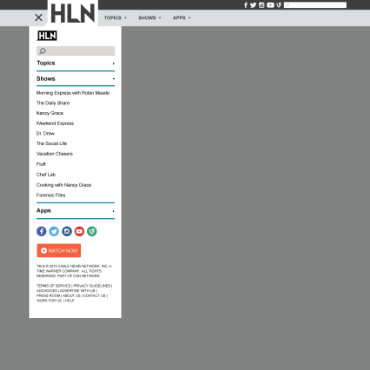 HLN
TOPICS SHOWS APPS
HLN
Topics
Shows
Morning Express with Robin Meade
The Daily Share
Nancy Grace
Weekend Express
Dr. Drew
The Social Life
Vacation Chasers
Fluff
Chef Lab
Cooking with Nancy Grace
Forensic Files
Apps
WATCH NOW
TM & © 2015 CABLE NEWS NETWORK, INC. A
TIME WARNER COMPANY. ALL RIGHTS
RESERVED. PART OF CNN NETWORK.
TERMS OF SERVICE | PRIVACY GUIDELINES |
ADCHOICES | ADVERTISE WITH US |
PRESS ROOM | ABOUT US | CONTACT US |
WORK FOR US | HELP